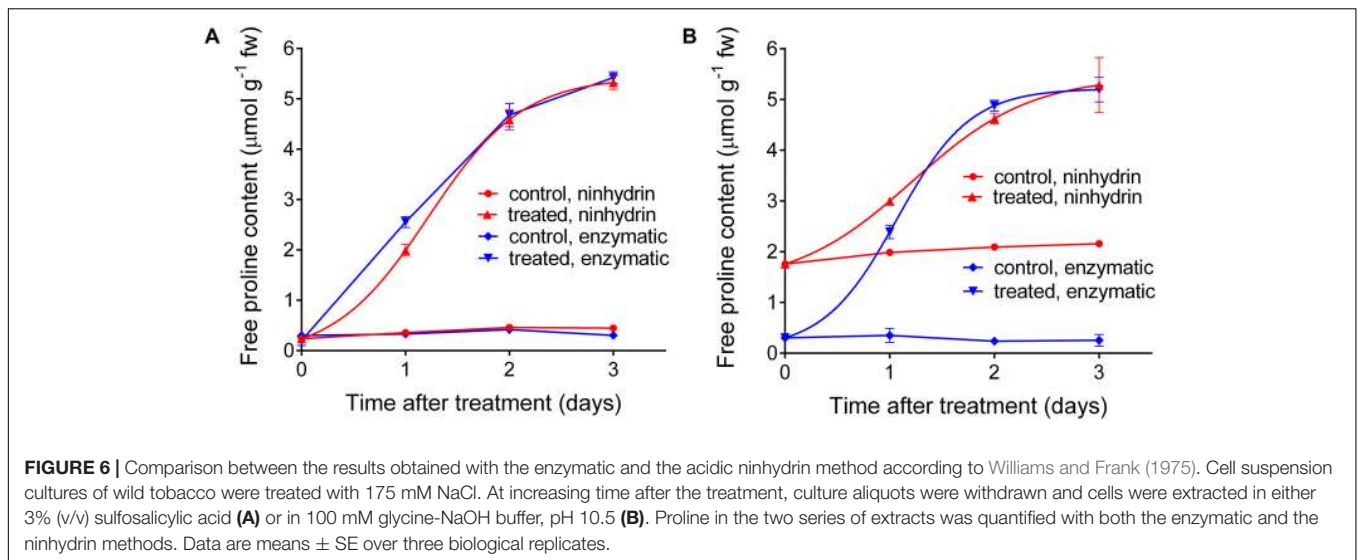 A
Free proline content (μmol g-1 fw)
6
5
4
3
2
1
0
control, ninhydrin
treated, ninhydrin
control, enzymatic
treated, enzymatic
0 1 2 3
Time after treatment (days)
B
Free proline content (μmol g-1 fw)
6
5
4
3
2
1
0
control, ninhydrin
treated, ninhydrin
control, enzymatic
treated, enzymatic
0 1 2 3
Time after treatment (days)
FIGURE 6 | Comparison between the results obtained with the enzymatic and the acidic ninhydrin method according to Williams and Frank (1975). Cell suspension
cultures of wild tobacco were treated with 175 mM NaCl. At increasing time after the treatment, culture aliquots were withdrawn and cells were extracted in either
3% (v/v) sulfosalicylic acid (A) or in 100 mM glycine-NaOH buffer, pH 10.5 (B). Proline in the two series of extracts was quantified with both the enzymatic and the
ninhydrin methods. Data are means ± SE over three biological replicates.